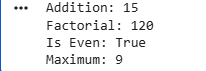 Addition: 15
Factorial: 120
Is Even: True
Maximum: 9